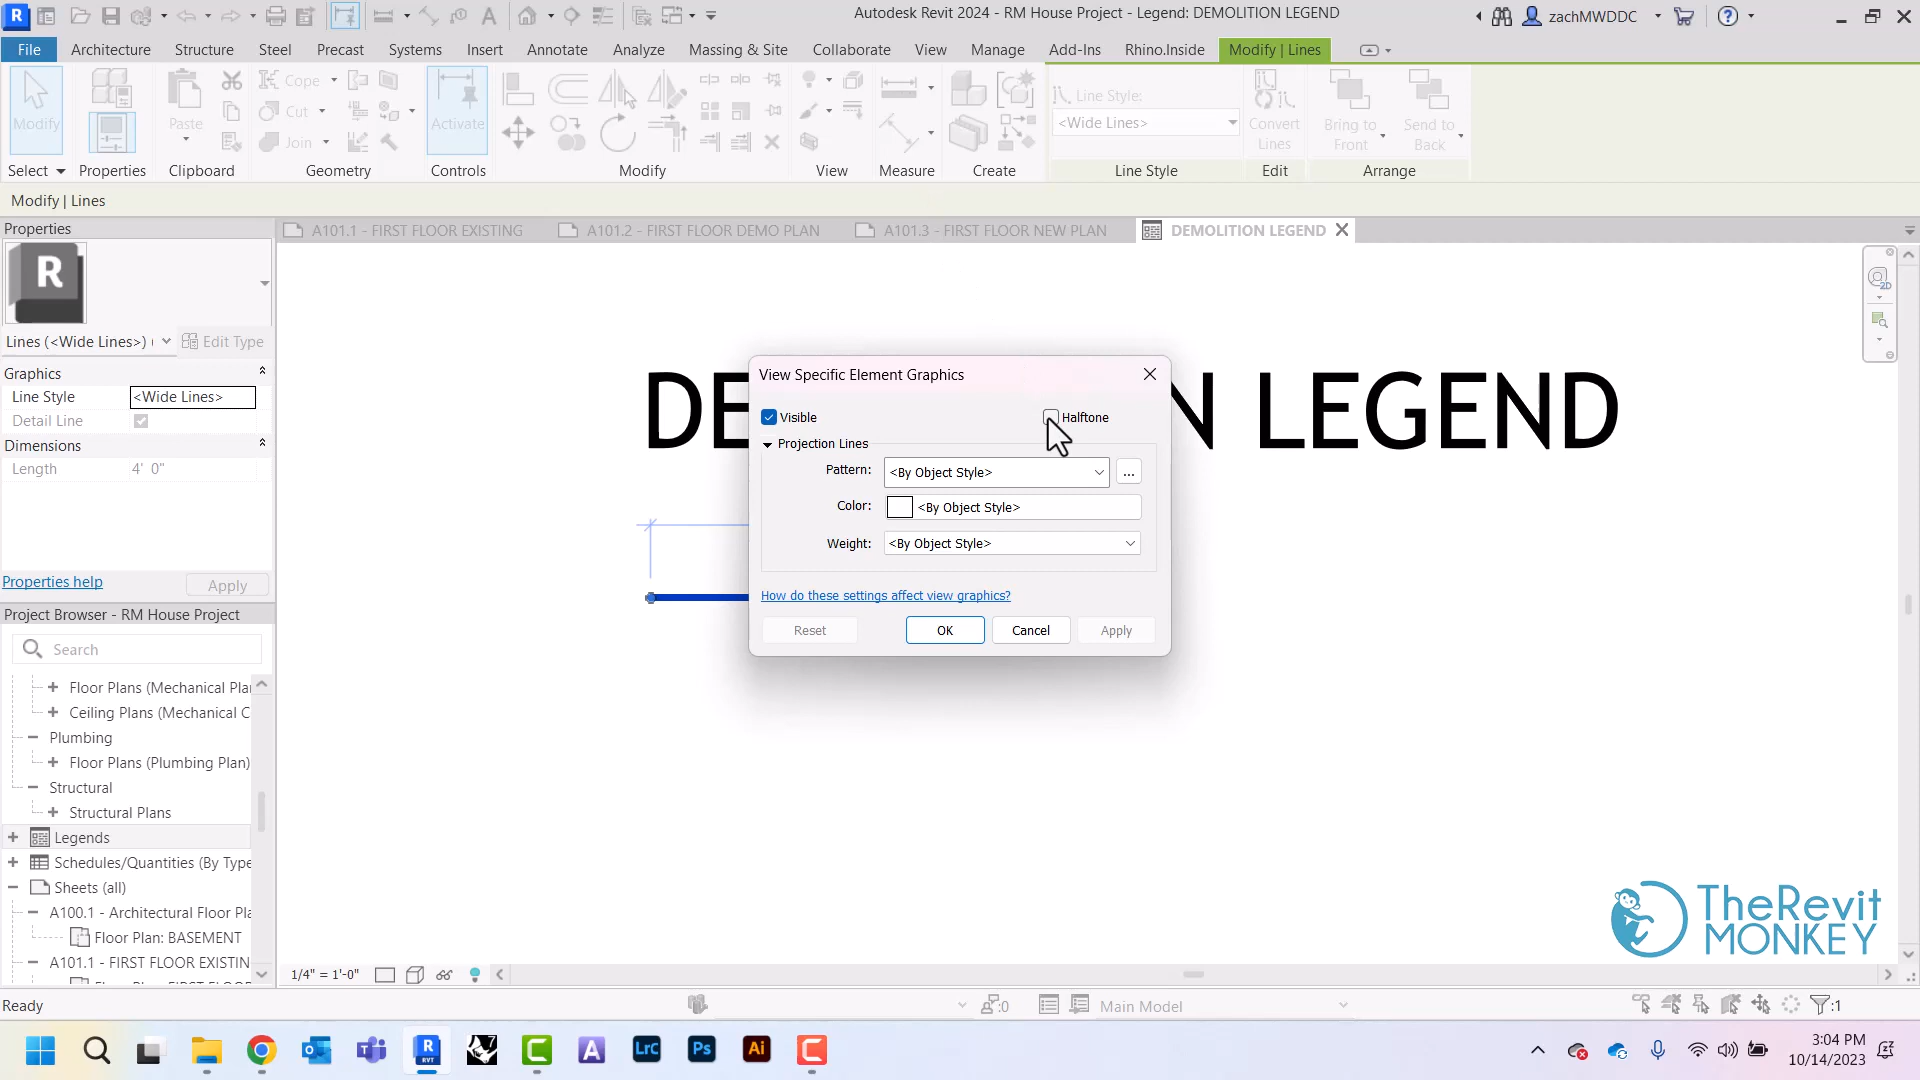 Autodesk Revit 2024 - RM House Project - Legend: DEMOLITION LEGEND
zachMWDDC
File Architecture Structure Steel Precast Systems Insert Annotate Analyze Massing & Site Collaborate View Manage Add-Ins Rhino.Inside Modify | Lines
Modify
Paste
Cope
Cut
Join
Activate
Line Style:
<Wide Lines>
Convert
Lines
Bring to
Front
Send to
Back
Select Properties Clipboard Geometry Controls Modify View Measure Create Line Style Edit Arrange
Modify | Lines
Properties
A101.1 - FIRST FLOOR EXISTING
A101.2 - FIRST FLOOR DEMO PLAN
A101.3 - FIRST FLOOR NEW PLAN
DEMOLITION LEGEND
R
2D
Lines (<Wide Lines>) (
Edit Type
Graphics
Line Style <Wide Lines>
Detail Line
Dimensions
Length 4' 0"
Properties help
Apply
DE
N LEGEND
View Specific Element Graphics
Visible
Halftone
Projection Lines
Pattern: <By Object Style> ...
Color: <By Object Style>
Weight: <By Object Style>
How do these settings affect view graphics?
Reset OK Cancel Apply
Project Browser - RM House Project
Search
Floor Plans (Mechanical Plan
Ceiling Plans (Mechanical C
Plumbing
Floor Plans (Plumbing Plan)
Structural
Structural Plans
Legends
Schedules/Quantities (By Type
Sheets (all)
A100.1 - Architectural Floor Pla
Floor Plan: BASEMENT
A101.1 - FIRST FLOOR EXISTIN
TheRevit
MONKEY
1/4" = 1'-0"
Ready
:0
Main Model
:1
R
RVT
A
LrC
Ps
Ai
C
C
3:04 PM
10/14/2023